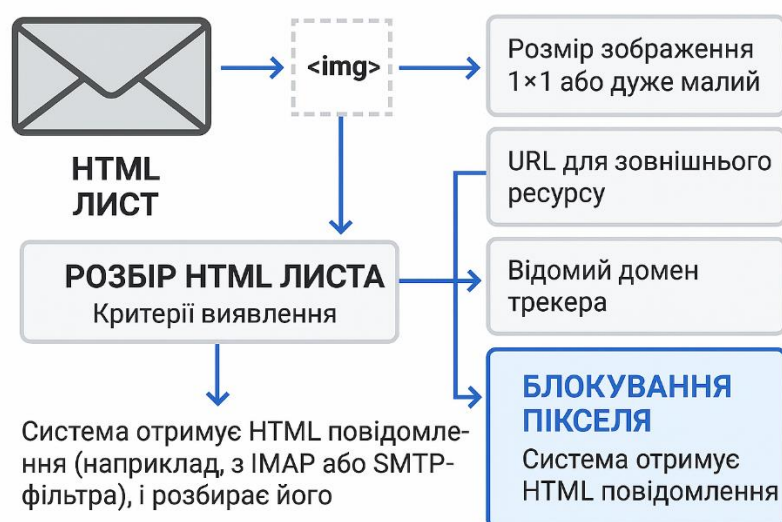 <img>
Розмір зображення
1×1 або дуже малий
HTML
ЛИСТ
URL для зовнішнього
ресурсу
РОЗБІР HTML ЛИСТА
Критерії виявлення
Відомий домен
трекера
Система отримує HTML повідомле-
ння (наприклад, з IMAP або SMTP-
фільтра), і розбирає його
БЛОКУВАННЯ
ПІКСЕЛЯ
Система отримує
HTML повідомлення